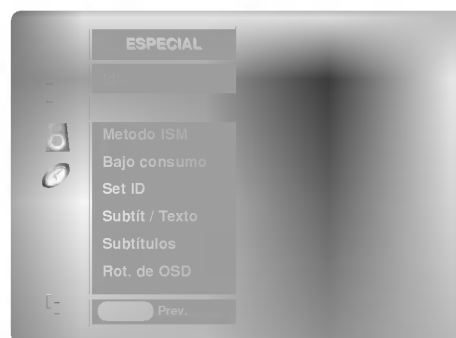 ESPECIAL
Metodo ISM
Bajo consumo
Set ID
Subtít / Texto
Subtítulos
Rot. de OSD
Prev.